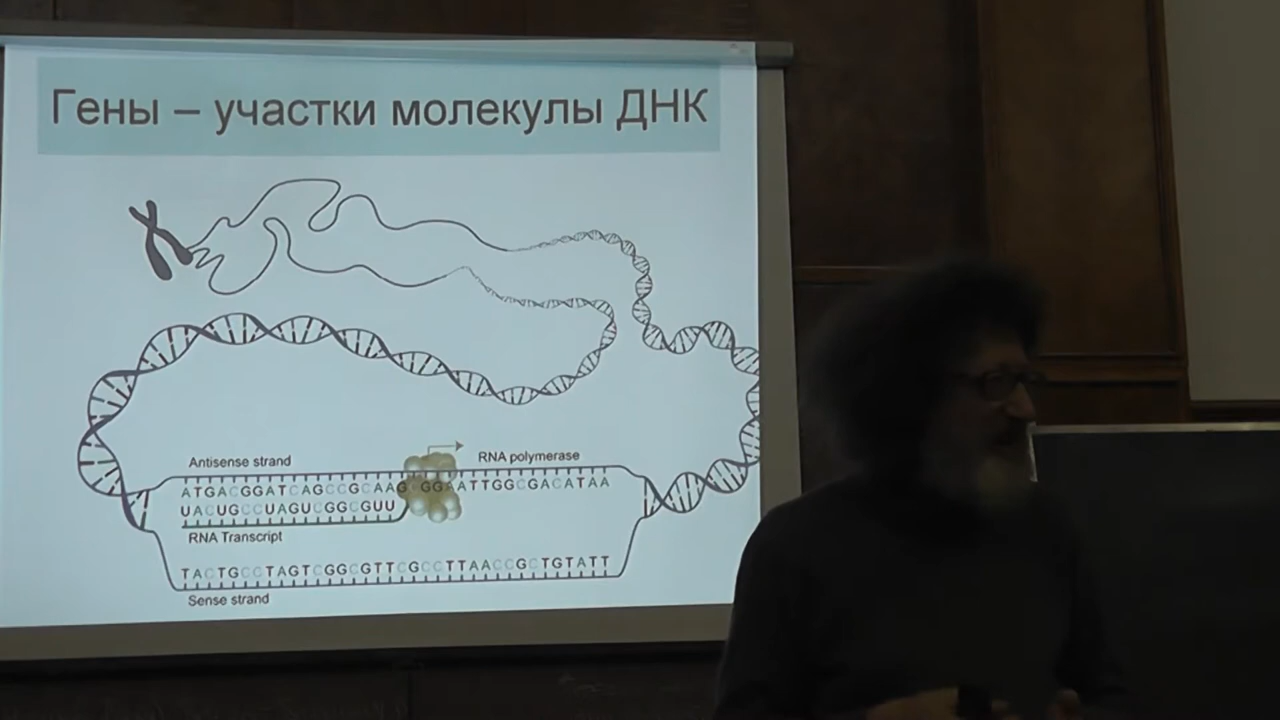 Гены – участки молекулы ДНК
Antisense strand
RNA polymerase
ATGACGGATCAGCCGCAAGCGGAATTGGCGACATAA
UACUGCCUAGUCGGCGUU
RNA Transcript
TACTGCCTAGTCGGCGTTCGCCTTAACCGCTGTATT
Sense strand